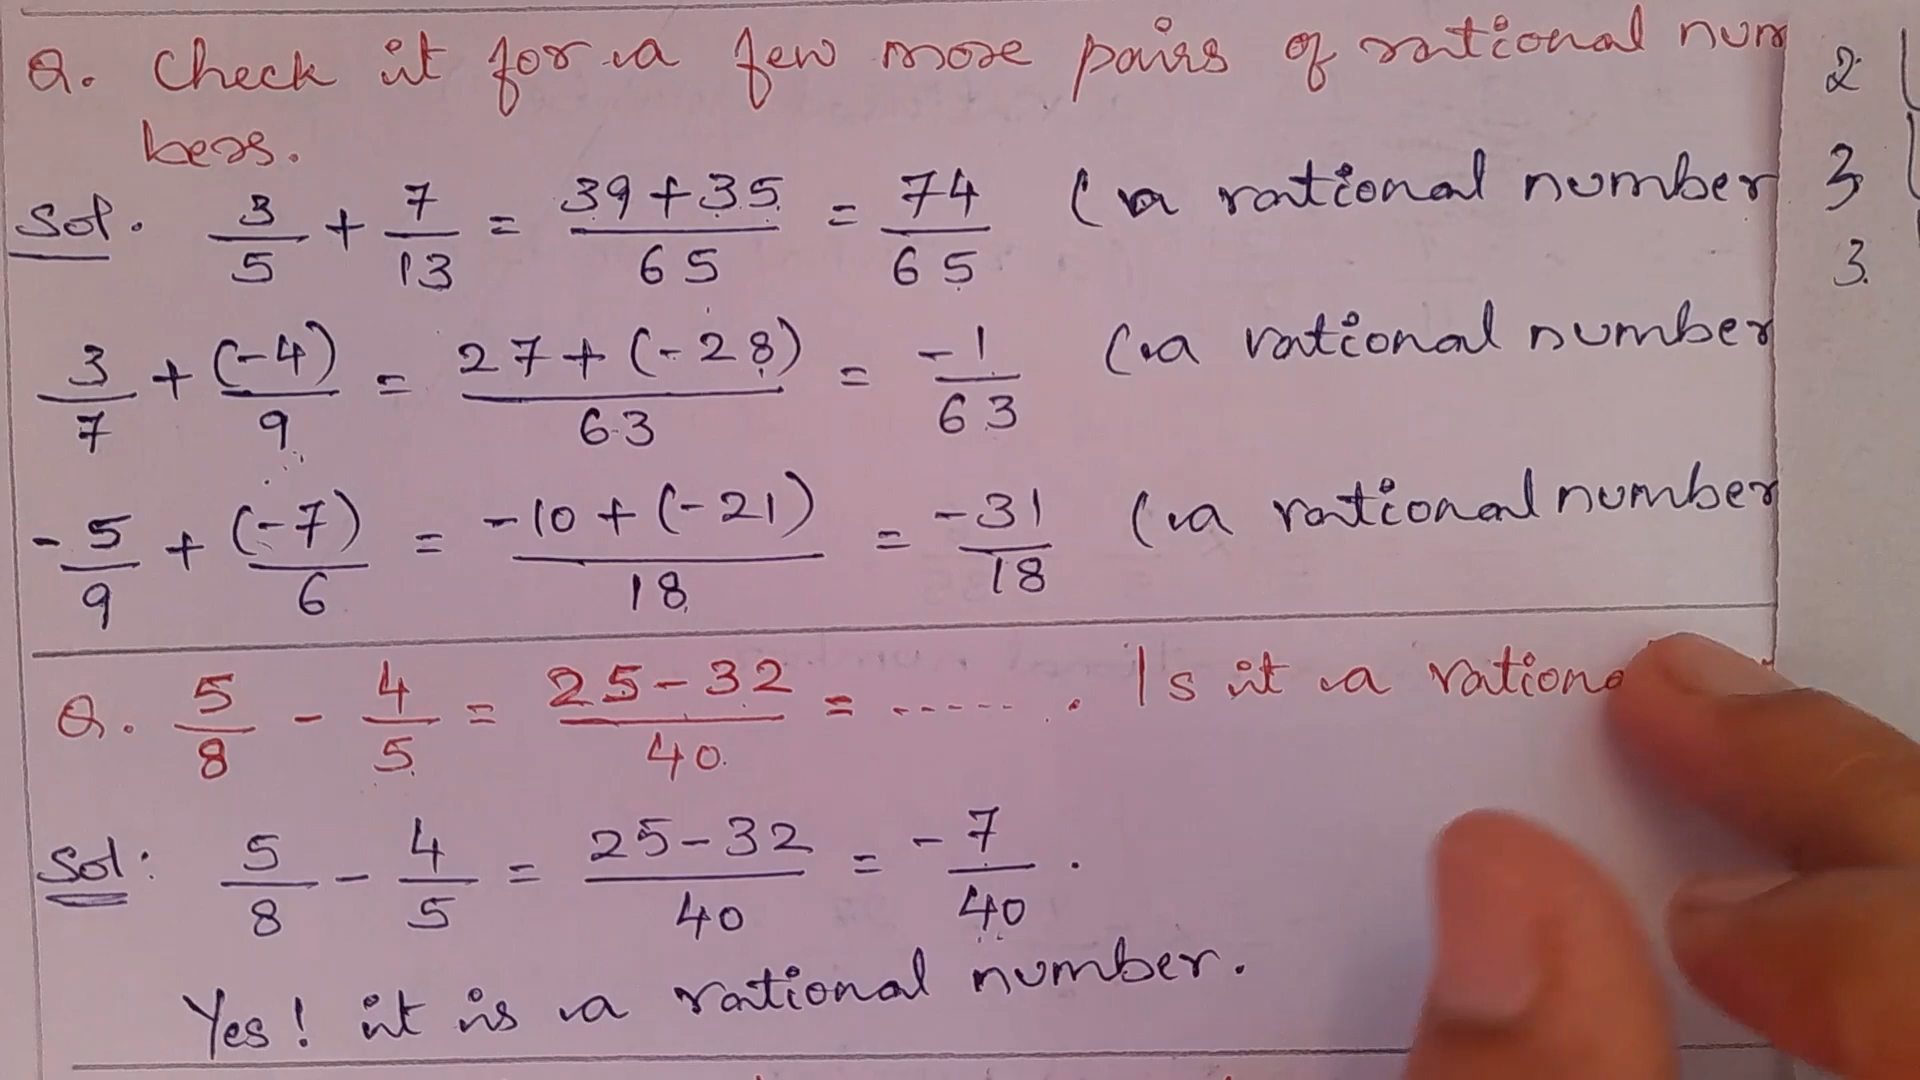 Q. Check it for a few more pairs of rational num
bers.
Sol. 3/5 + 7/13 = 39+35/65 = 74/65 (a rational number
3/7 + (-4)/9 = 27+(-28)/63 = -1/63 (a rational number
-5/9 + (-7)/6 = -10+(-21)/18 = -31/18 (a rational number
Q. 5/8 - 4/5 = 25-32/40 = ...... . Is it a
Sol: 5/8 - 4/5 = 25-32/40 = -7/40 .
Yes! it is a rational number.
2
3
3.